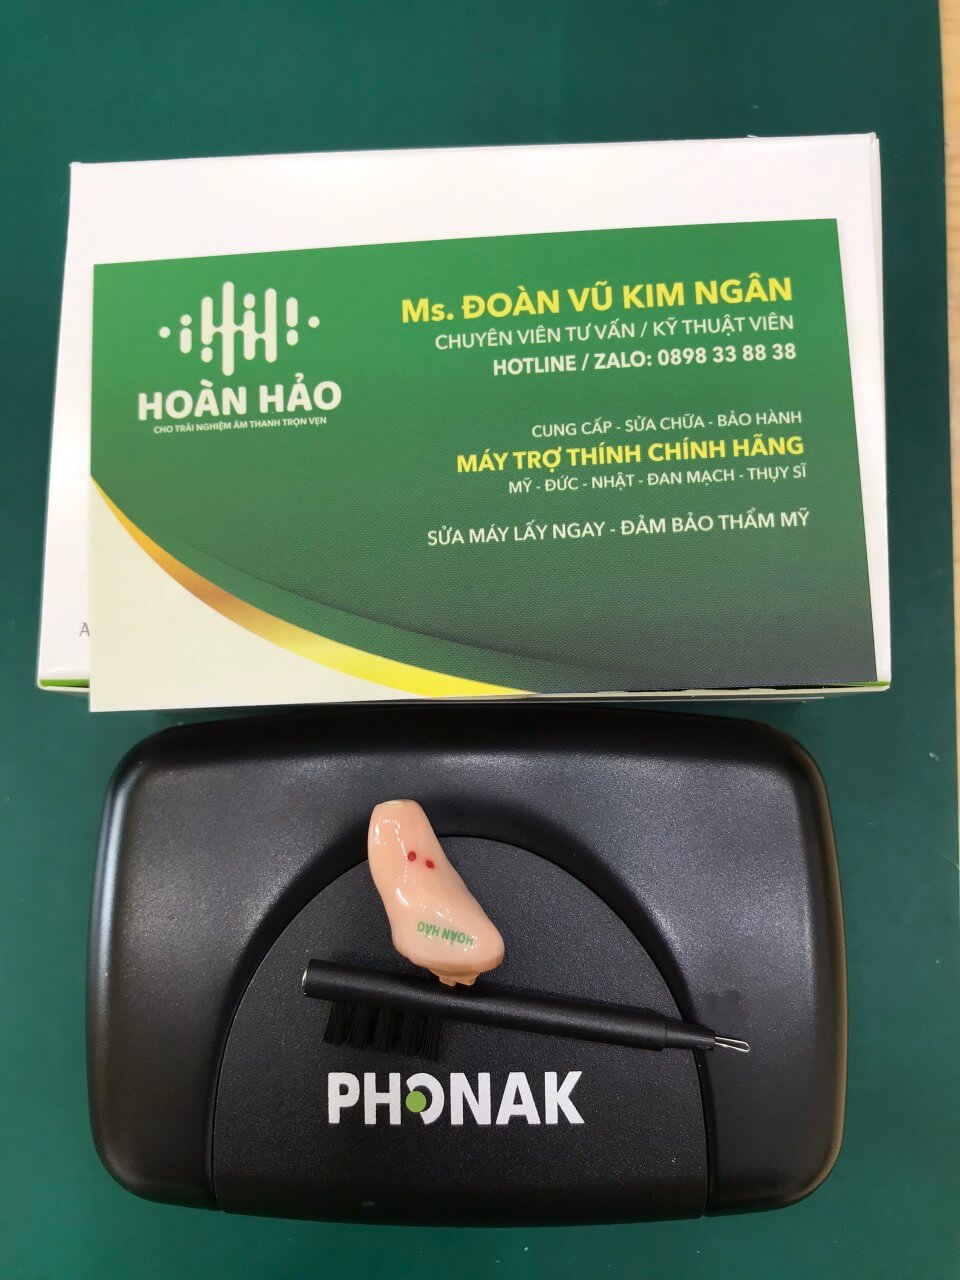 HOÀN HẢO
CHO TRẢI NGHIỆM ÂM THANH TRỌN VẸN
Ms. ĐOÀN VŨ KIM NGÂN
CHUYÊN VIÊN TƯ VẤN / KỸ THUẬT VIÊN
HOTLINE / ZALO: 0898 33 88 38
CUNG CẤP - SỬA CHỮA - BẢO HÀNH
MÁY TRỢ THÍNH CHÍNH HÃNG
MỸ - ĐỨC - NHẬT - ĐAN MẠCH - THỤY SĨ
SỬA MÁY LẤY NGAY - ĐẢM BẢO THẨM MỸ
HOÀN HẢO
PHONAK